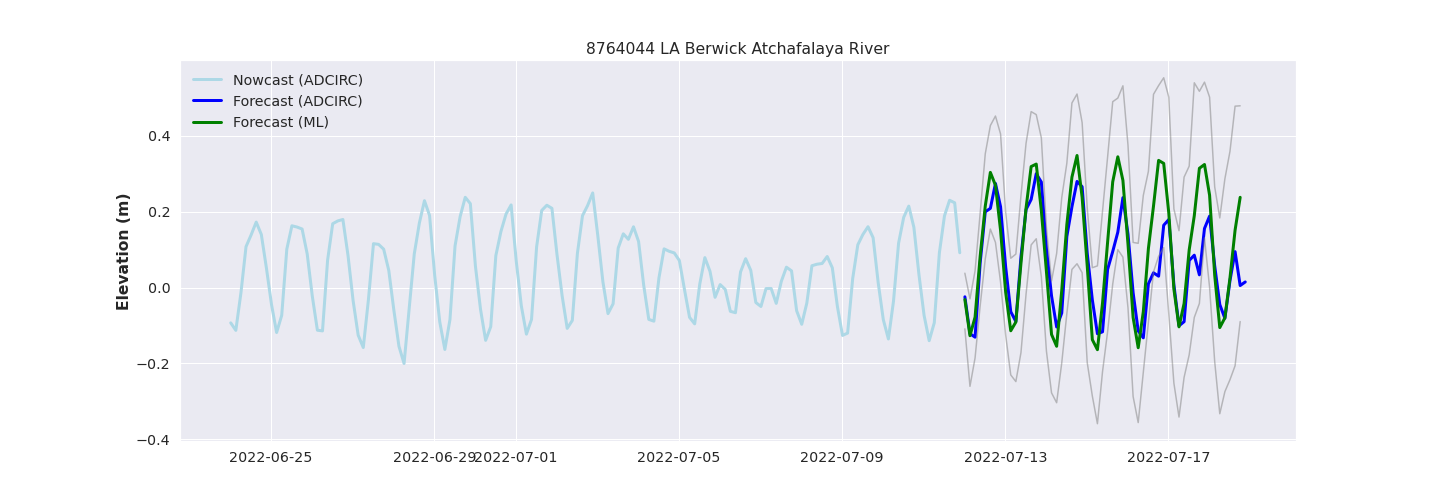 8764044 LA Berwick Atchafalaya River
Nowcast (ADCIRC)
Forecast (ADCIRC)
Forecast (ML)
Elevation (m)
0.4
0.2
0.0
−0.2
−0.4
2022-06-25 2022-06-29 2022-07-01 2022-07-05 2022-07-09 2022-07-13 2022-07-17